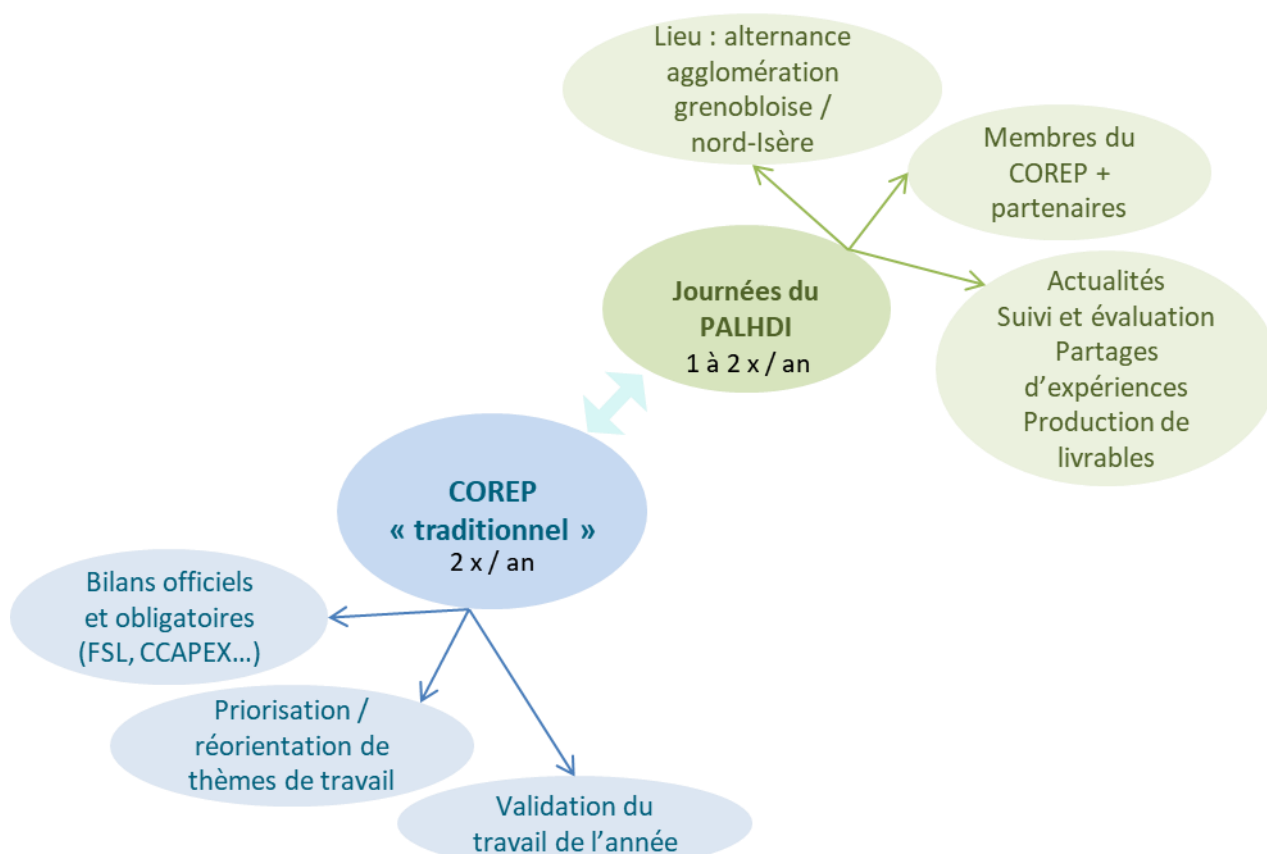 Lieu : alternance
agglomération
grenobloise /
nord-Isère
Membres du
COREP +
partenaires
Journées du
PALHDI
1 à 2 x / an
Actualités
Suivi et évaluation
Partages
d’expériences
Production de
livrables
COREP
« traditionnel »
2 x / an
Bilans officiels
et obligatoires
(FSL, CCAPEX…)
Priorisation /
réorientation de
thèmes de travail
Validation du
travail de l’année